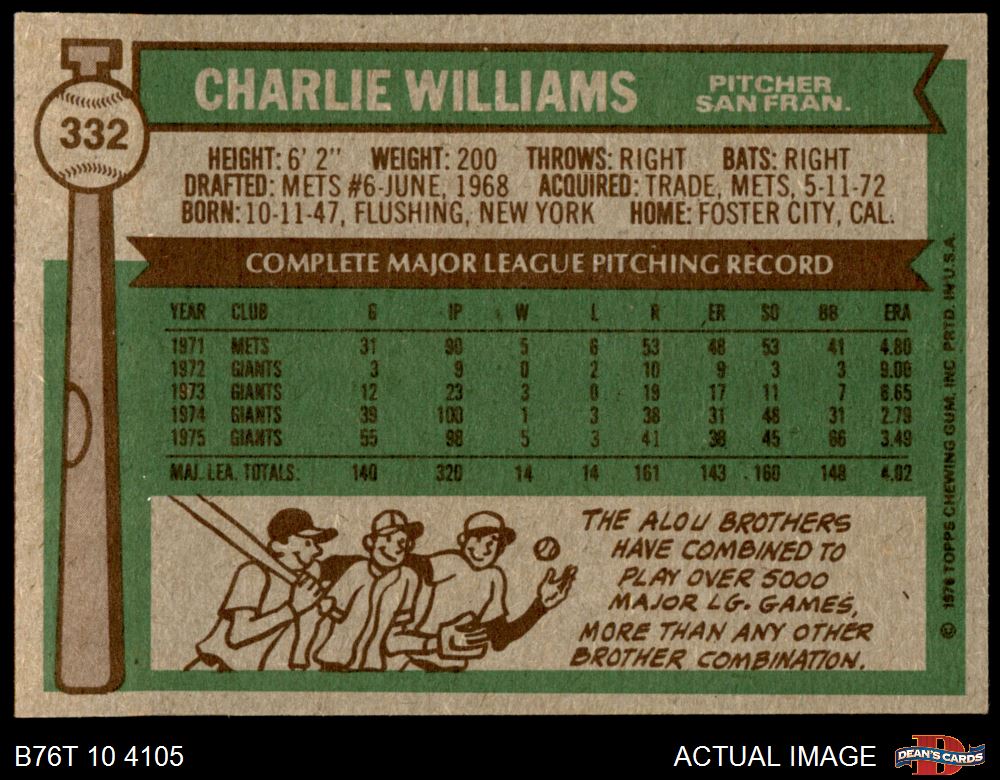 332
CHARLIE WILLIAMS
PITCHER
SAN FRAN.
HEIGHT: 6' 2" WEIGHT: 200 THROWS: RIGHT BATS: RIGHT
DRAFTED: METS #6-JUNE, 1968 ACQUIRED: TRADE, METS, 5-11-72
BORN: 10-11-47, FLUSHING, NEW YORK HOME: FOSTER CITY, CAL.
COMPLETE MAJOR LEAGUE PITCHING RECORD
YEAR CLUB G IP W L R ER SO BB ERA
1971 METS 31 90 5 6 53 48 53 41 4.80
1972 GIANTS 3 9 0 2 10 9 3 3 9.00
1973 GIANTS 12 23 3 0 19 17 11 7 6.65
1974 GIANTS 39 100 1 3 38 31 48 31 2.79
1975 GIANTS 55 98 5 3 41 38 45 66 3.49
MAJ. LEA. TOTALS: 140 320 14 14 161 143 160 148 4.02
THE ALOU BROTHERS
HAVE COMBINED TO
PLAY OVER 5000
MAJOR LG. GAMES,
MORE THAN ANY OTHER
BROTHER COMBINATION.
© 1976 TOPPS CHEWING GUM, INC. PRTD. IN U.S.A.
B76T 10 4105
ACTUAL IMAGE
D
DEAN'S CARDS